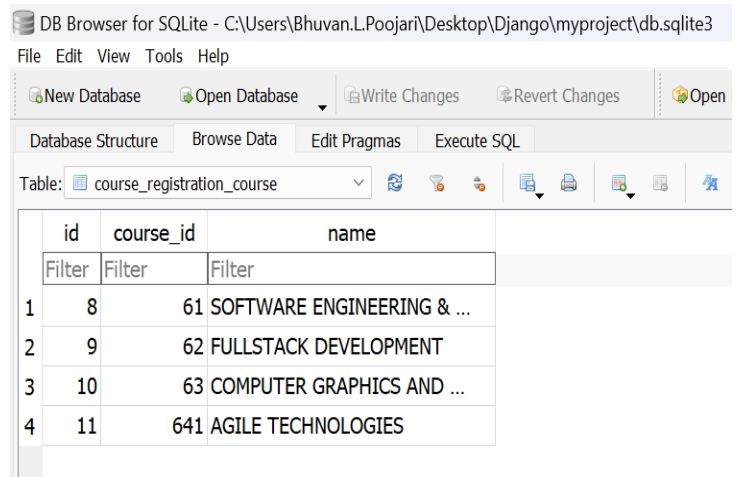 DB Browser for SQLite - C:\Users\Bhuvan.L.Poojari\Desktop\Django\myproject\db.sqlite3
File Edit View Tools Help
New Database Open Database Write Changes Revert Changes Open
Database Structure Browse Data Edit Pragmas Execute SQL
Table: course_registration_course
id course_id name
Filter Filter Filter
1 8 61 SOFTWARE ENGINEERING & ...
2 9 62 FULLSTACK DEVELOPMENT
3 10 63 COMPUTER GRAPHICS AND ...
4 11 641 AGILE TECHNOLOGIES